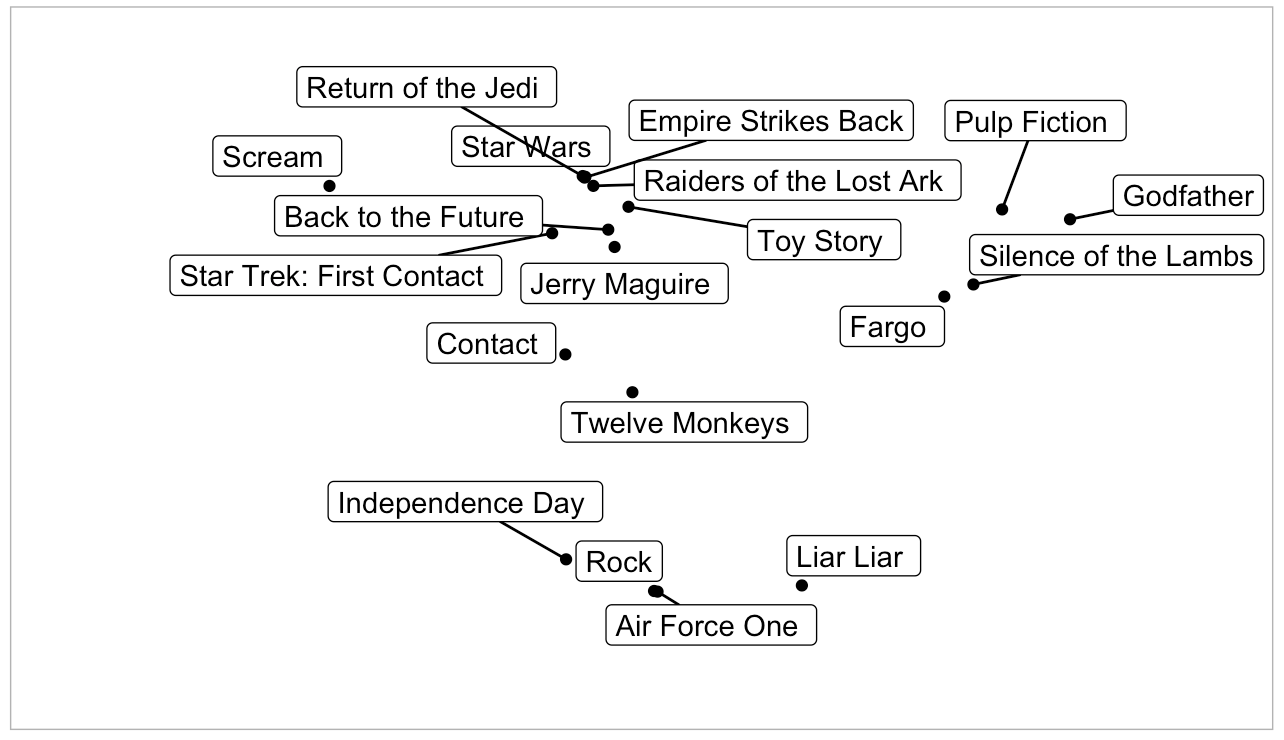 Return of the Jedi
Empire Strikes Back
Pulp Fiction
Star Wars
Scream
Raiders of the Lost Ark
Godfather
Back to the Future
Toy Story
Silence of the Lambs
Star Trek: First Contact
Jerry Maguire
Fargo
Contact
Twelve Monkeys
Independence Day
Rock
Liar Liar
Air Force One